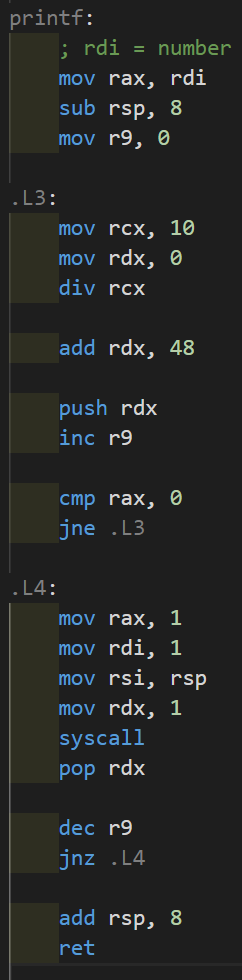 printf:
; rdi = number
mov rax, rdi
sub rsp, 8
mov r9, 0
.L3:
mov rcx, 10
mov rdx, 0
div rcx
add rdx, 48
push rdx
inc r9
cmp rax, 0
jne .L3
.L4:
mov rax, 1
mov rdi, 1
mov rsi, rsp
mov rdx, 1
syscall
pop rdx
dec r9
jnz .L4
add rsp, 8
ret